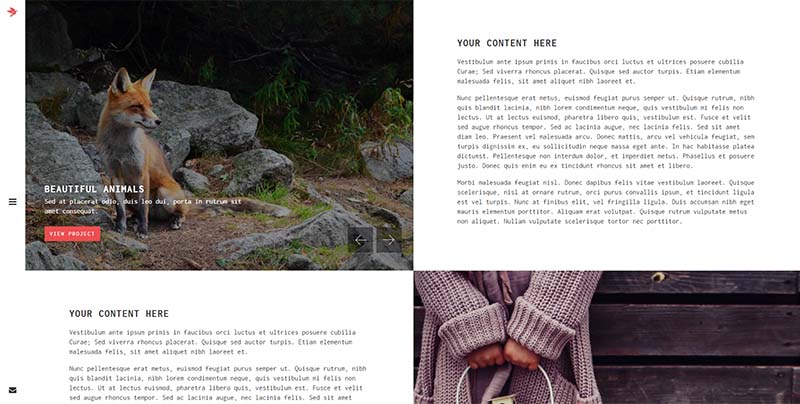 BEAUTIFUL ANIMALS
Sed at placerat odio, duis leo dui, porta in rutrum sit
amet consequat.
VIEW PROJECT
YOUR CONTENT HERE
Vestibulum ante ipsum primis in faucibus orci luctus et ultrices posuere cubilia
Curae; Sed viverra rhoncus placerat. Quisque sed auctor turpis. Etiam elementum
malesuada felis, sit amet aliquet nibh laoreet et.
Nunc pellentesque erat metus, euismod feugiat purus semper ut. Quisque rutrum, nibh
quis blandit lacinia, nibh lorem condimentum neque, quis vestibulum mi felis non
lectus. Ut at lectus euismod, pharetra libero quis, vestibulum est. Fusce et velit
sed augue rhoncus tempor. Sed ac lacinia augue, nec lacinia felis. Sed sit amet
diam leo. Praesent vel malesuada arcu. Donec mattis, arcu vel vehicula feugiat, sem
turpis dignissim ex, eu sollicitudin neque massa eget ante. In hac habitasse platea
dictumst. Pellentesque non interdum dolor, et imperdiet metus. Phasellus et posuere
justo. Donec quis enim eu ex tincidunt rhoncus sit amet et libero.
Morbi malesuada feugiat nisl. Donec dapibus felis vitae vestibulum laoreet. Quisque
scelerisque, nisl at ornare rutrum, orci purus convallis ipsum, et tincidunt ligula
est vel turpis. Nunc at finibus elit, vel fringilla ligula. Duis accumsan nibh eget
mauris elementum porttitor. Aliquam erat volutpat. Quisque rutrum vulputate metus
non aliquet. Nullam vulputate scelerisque tortor nec porttitor.
YOUR CONTENT HERE
Vestibulum ante ipsum primis in faucibus orci luctus et ultrices posuere cubilia
Curae; Sed viverra rhoncus placerat. Quisque sed auctor turpis. Etiam elementum
malesuada felis, sit amet aliquet nibh laoreet et.
Nunc pellentesque erat metus, euismod feugiat purus semper ut. Quisque rutrum, nibh
quis blandit lacinia, nibh lorem condimentum neque, quis vestibulum mi felis non
lectus. Ut at lectus euismod, pharetra libero quis, vestibulum est. Fusce et velit
sed augue rhoncus tempor. Sed ac lacinia augue, nec lacinia felis. Sed sit amet